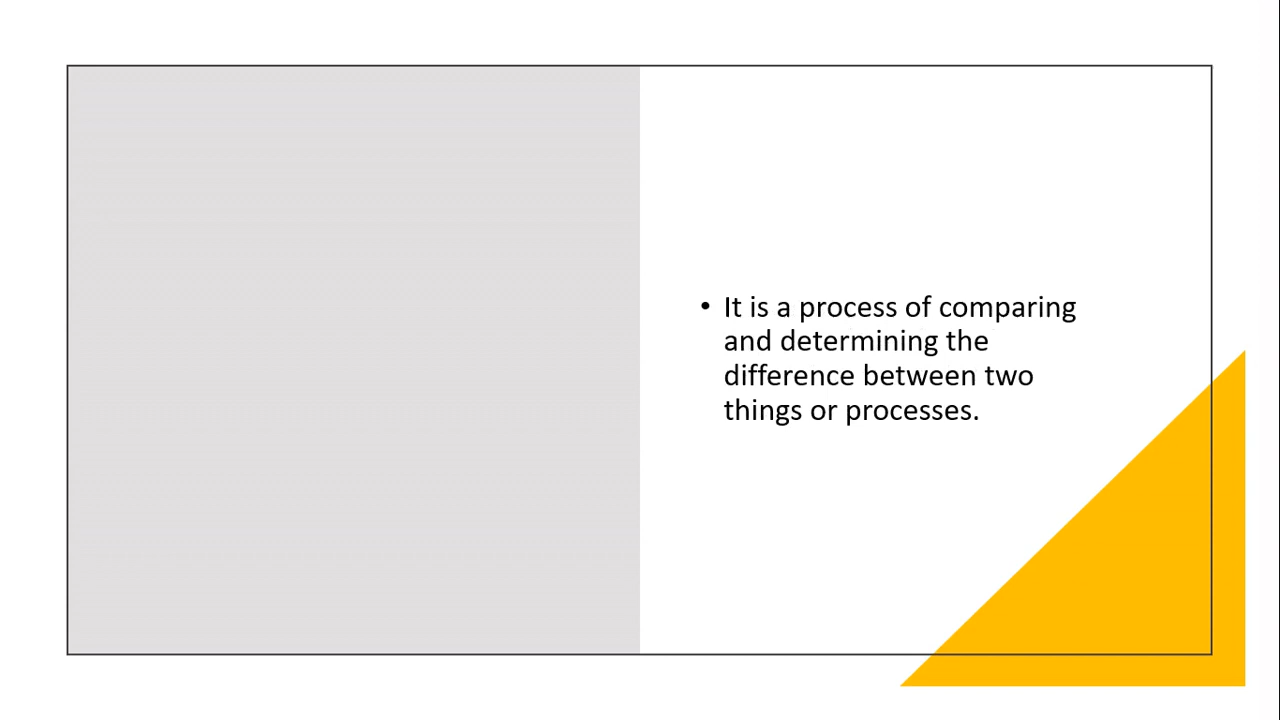 • It is a process of comparing
and determining the
difference between two
things or processes.